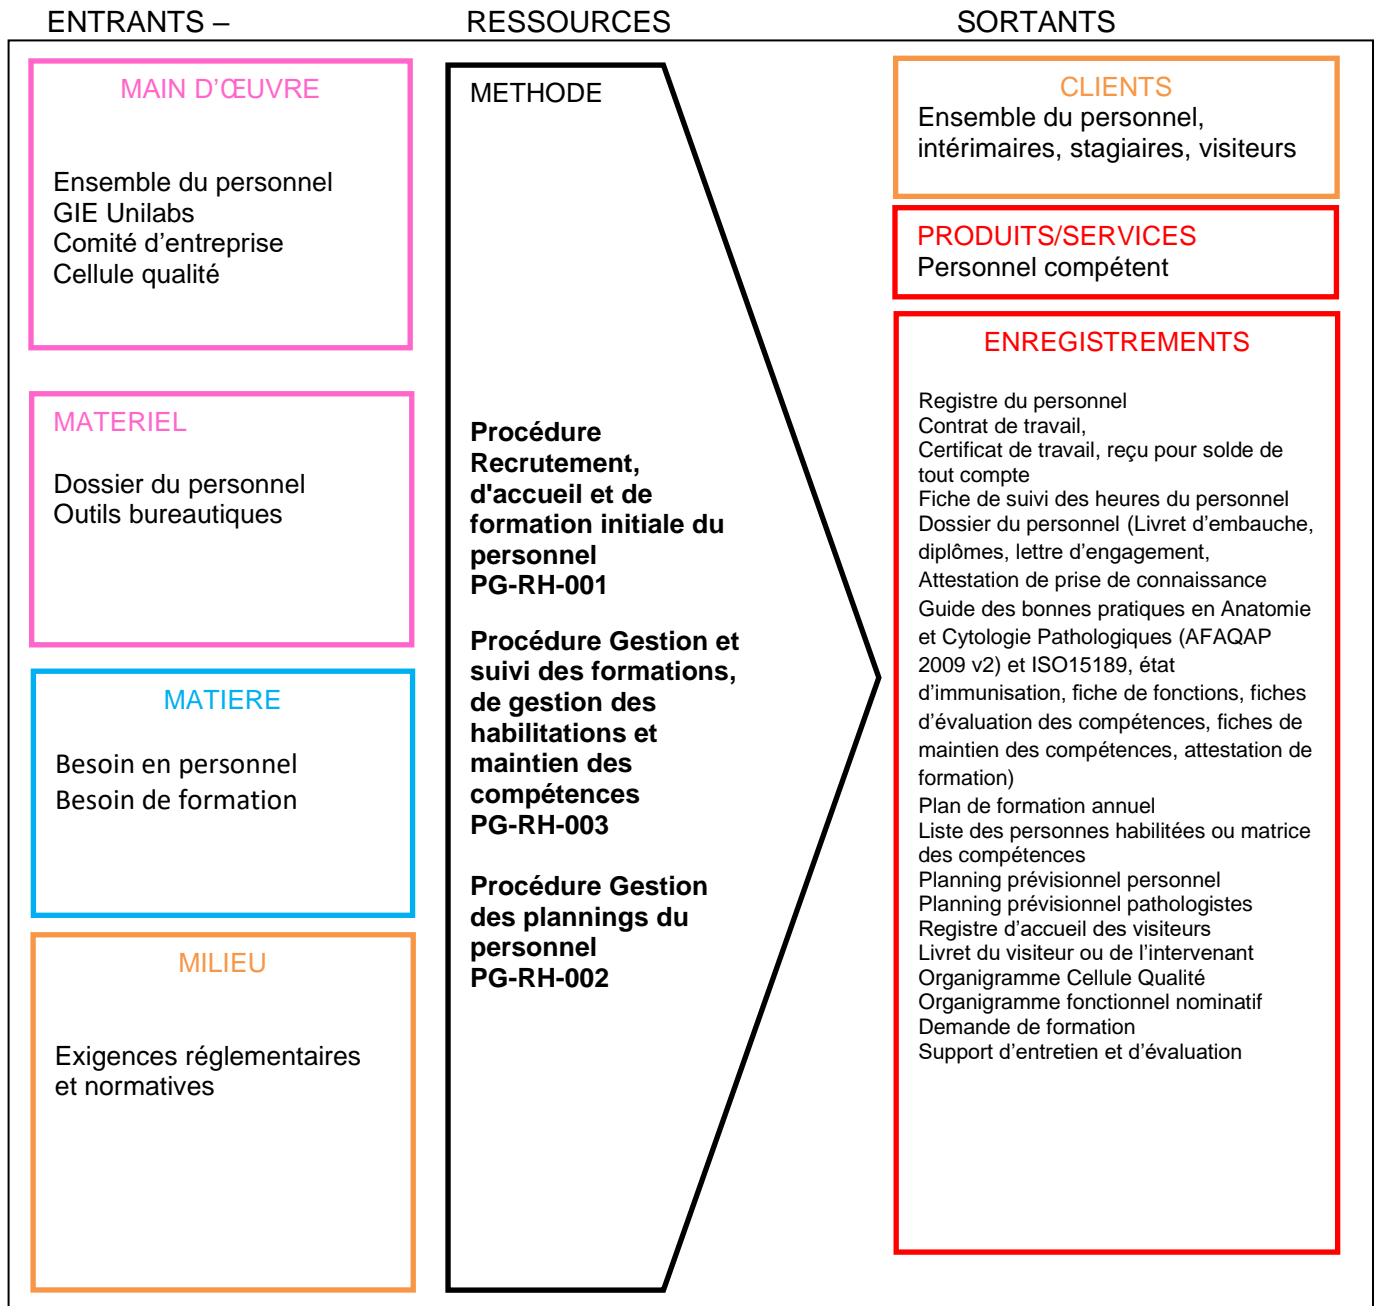 ENTRANTS –
RESSOURCES
SORTANTS
MAIN D'ŒUVRE
Ensemble du personnel
GIE Unilabs
Comité d'entreprise
Cellule qualité
MATERIEL
Dossier du personnel
Outils bureautiques
MATIERE
Besoin en personnel
Besoin de formation
MILIEU
Exigences réglementaires
et normatives
METHODE
Procédure
Recrutement,
d'accueil et de
formation initiale du
personnel
PG-RH-001
Procédure Gestion et
suivi des formations,
de gestion des
habilitations et
maintien des
compétences
PG-RH-003
Procédure Gestion
des plannings du
personnel
PG-RH-002
CLIENTS
Ensemble du personnel,
intérimaires, stagiaires, visiteurs
PRODUITS/SERVICES
Personnel compétent
ENREGISTREMENTS
Registre du personnel
Contrat de travail,
Certificat de travail, reçu pour solde de
tout compte
Fiche de suivi des heures du personnel
Dossier du personnel (Livret d'embauche,
diplômes, lettre d'engagement,
Attestation de prise de connaissance
Guide des bonnes pratiques en Anatomie
et Cytologie Pathologiques (AFAQAP
2009 v2) et ISO15189, état
d'immunisation, fiche de fonctions, fiches
d'évaluation des compétences, fiches de
maintien des compétences, attestation de
formation)
Plan de formation annuel
Liste des personnes habilitées ou matrice
des compétences
Planning prévisionnel personnel
Planning prévisionnel pathologistes
Registre d'accueil des visiteurs
Livret du visiteur ou de l'intervenant
Organigramme Cellule Qualité
Organigramme fonctionnel nominatif
Demande de formation
Support d'entretien et d'évaluation